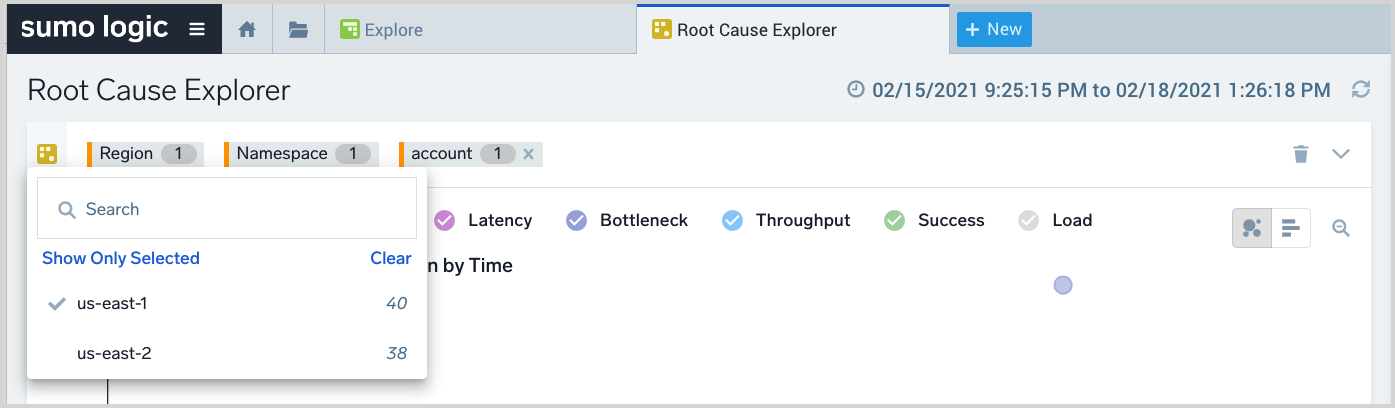 sumo logic
Explore
Root Cause Explorer
+ New
Root Cause Explorer
02/15/2021 9:25:15 PM to 02/18/2021 1:26:18 PM
Region 1
Namespace 1
account 1
Search
Latency
Bottleneck
Throughput
Success
Load
Show Only Selected
Clear
n by Time
us-east-1 40
us-east-2 38